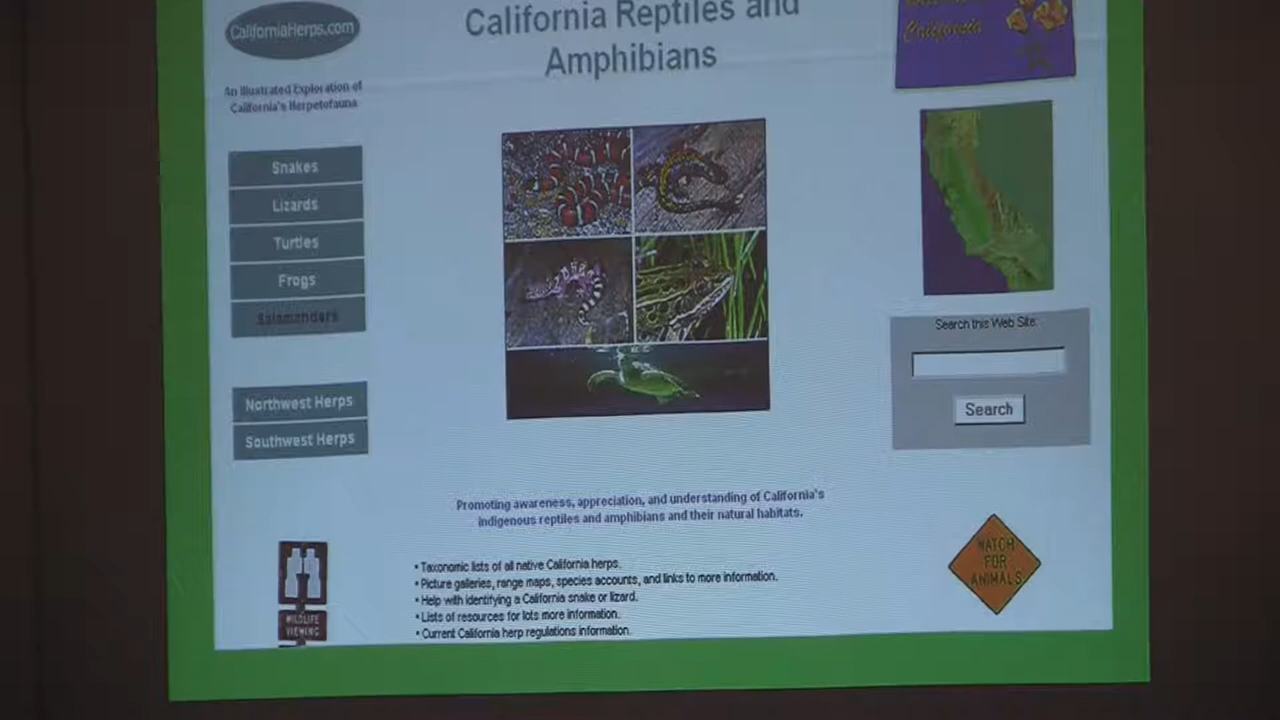 CaliforniaHerps.com
An Illustrated Exploration of
California's Herpetofauna
California Reptiles and
Amphibians
California
Snakes
Lizards
Turtles
Frogs
Salamanders
Northwest Herps
Southwest Herps
Search this Web Site:
Search
Promoting awareness, appreciation, and understanding of California's
indigenous reptiles and amphibians and their natural habitats.
• Taxonomic lists of all native California herps.
• Picture galleries, range maps, species accounts, and links to more information.
• Help with identifying a California snake or lizard.
• Lists of resources for lots more information.
• Current California herp regulations information.
WILDLIFE
VIEWING
WATCH
FOR
ANIMALS